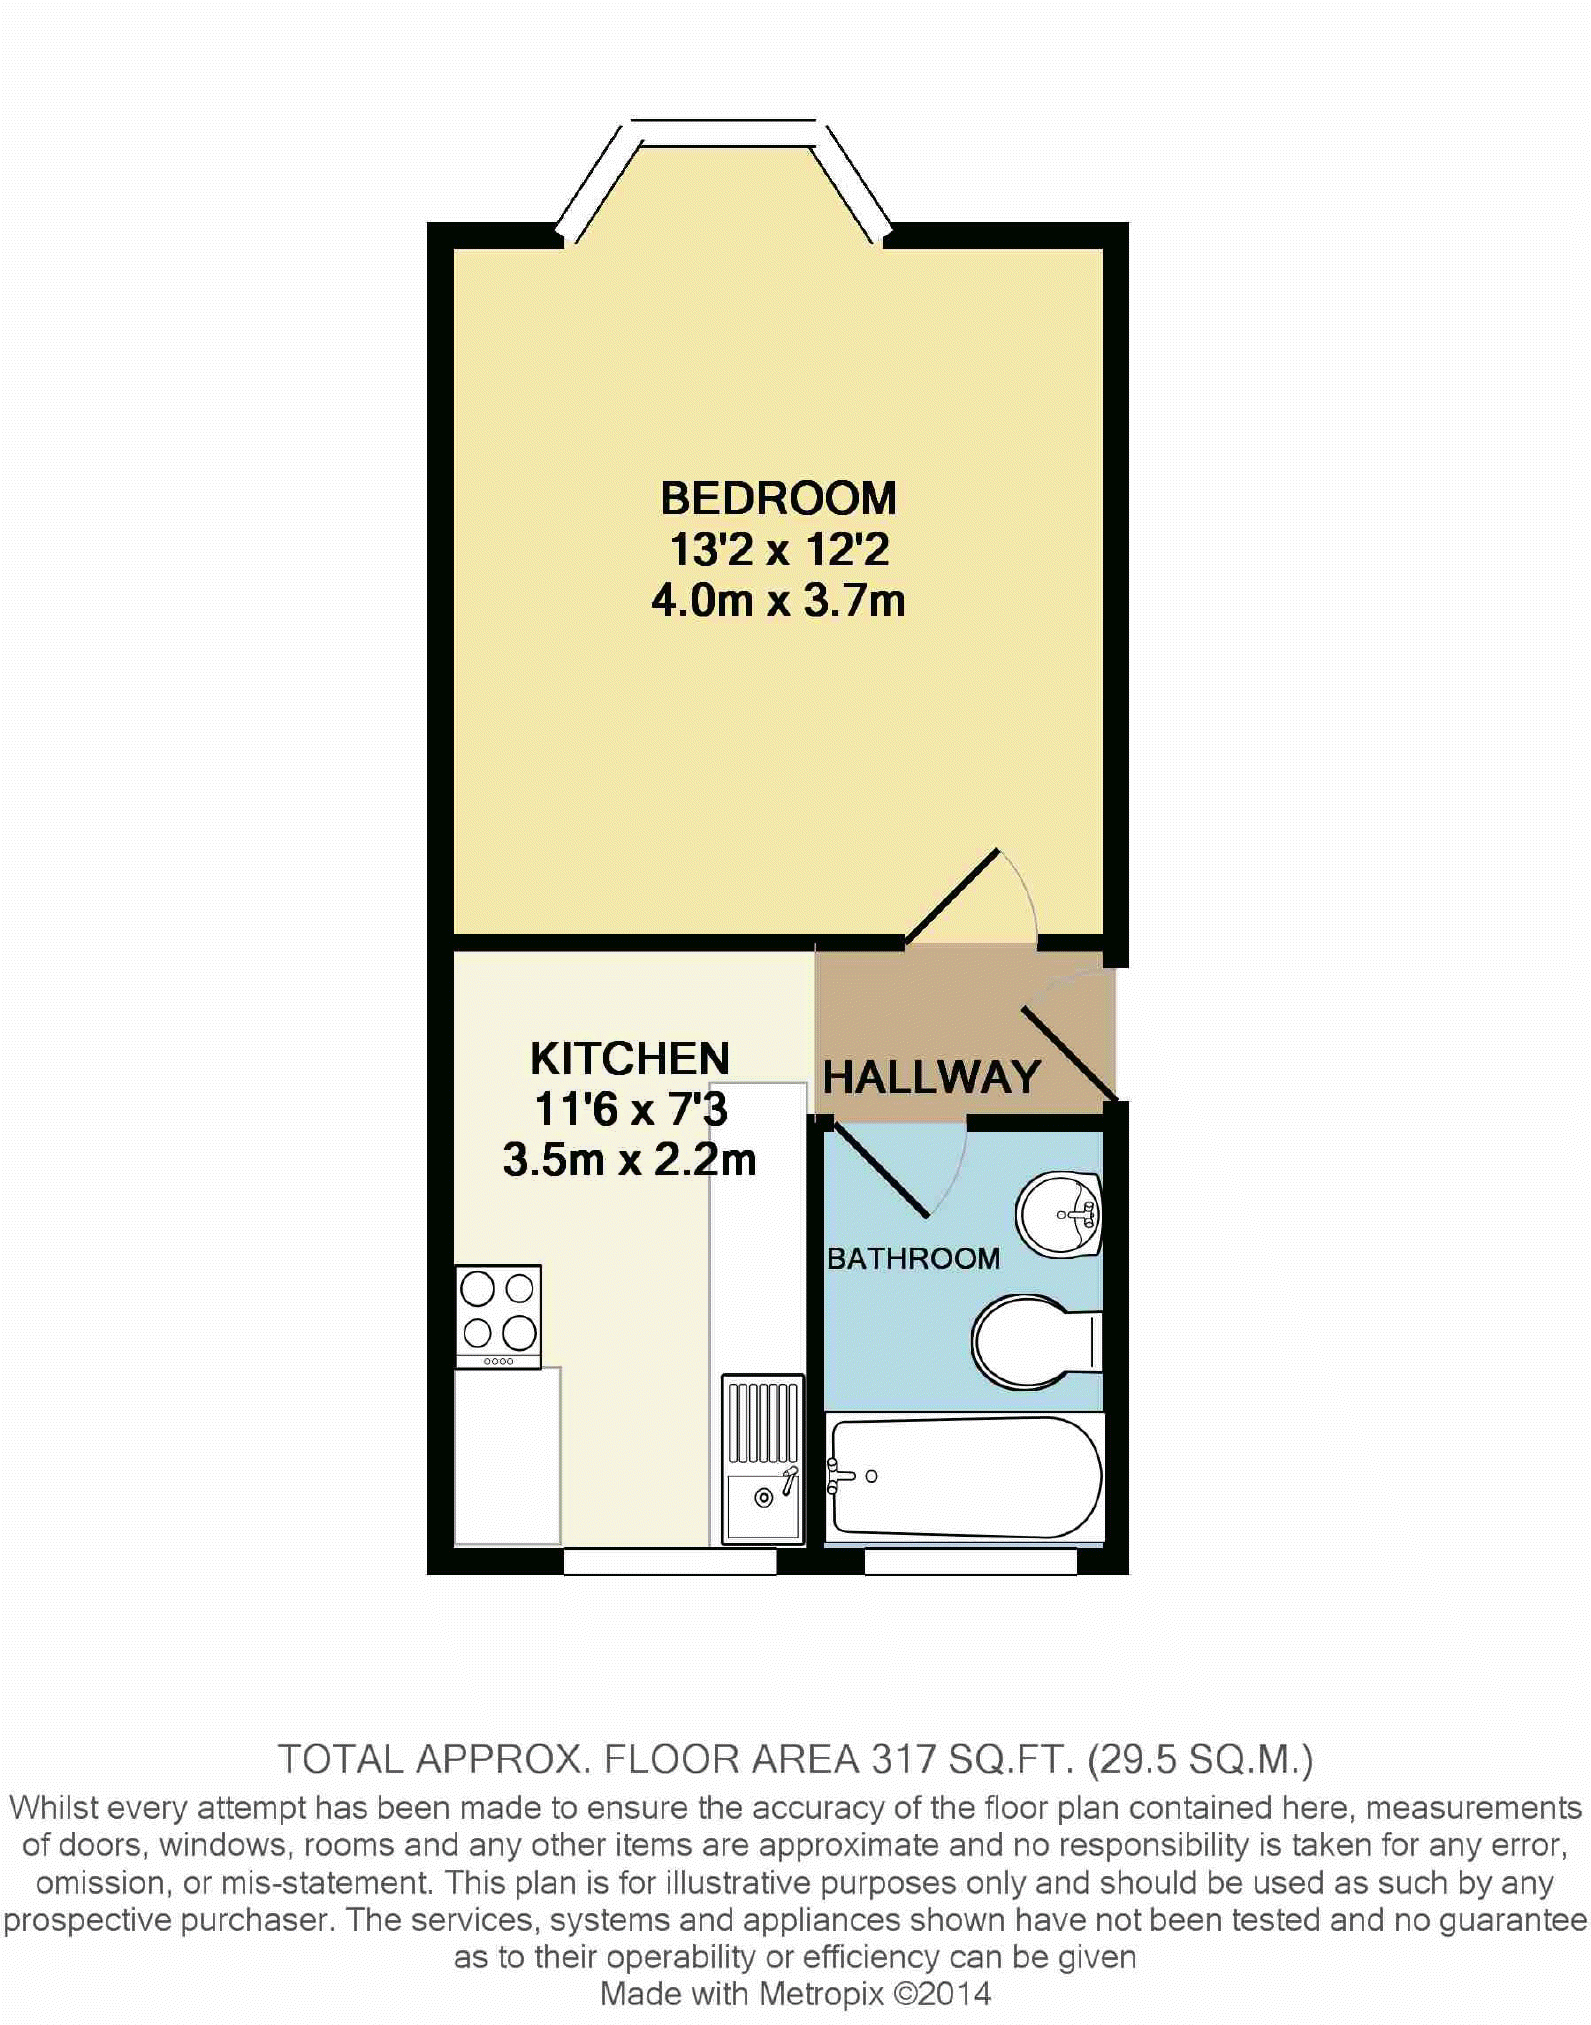 BEDROOM
13'2 x 12'2
4.0m x 3.7m
KITCHEN
11'6 x 7'3
3.5m x 2.2m
HALLWAY
BATHROOM
TOTAL APPROX. FLOOR AREA 317 SQ.FT. (29.5 SQ.M.)
Whilst every attempt has been made to ensure the accuracy of the floor plan contained here, measurements
of doors, windows, rooms and any other items are approximate and no responsibility is taken for any error,
omission, or mis-statement. This plan is for illustrative purposes only and should be used as such by any
prospective purchaser. The services, systems and appliances shown have not been tested and no guarantee
as to their operability or efficiency can be given
Made with Metropix ©2014